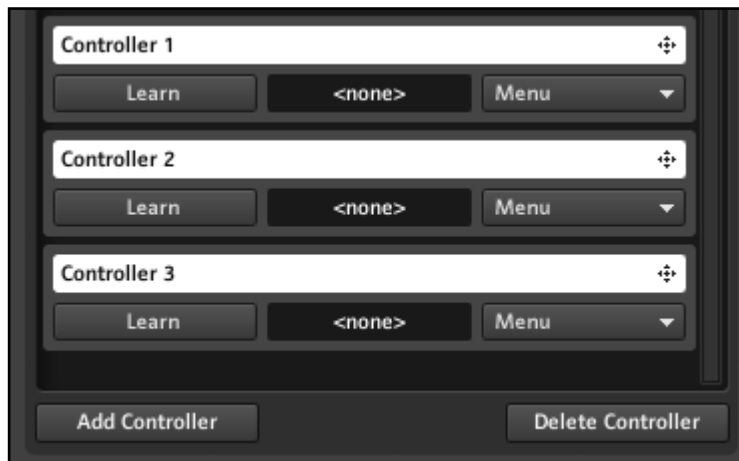 Controller 1
Learn <none> Menu
Controller 2
Learn <none> Menu
Controller 3
Learn <none> Menu
Add Controller Delete Controller